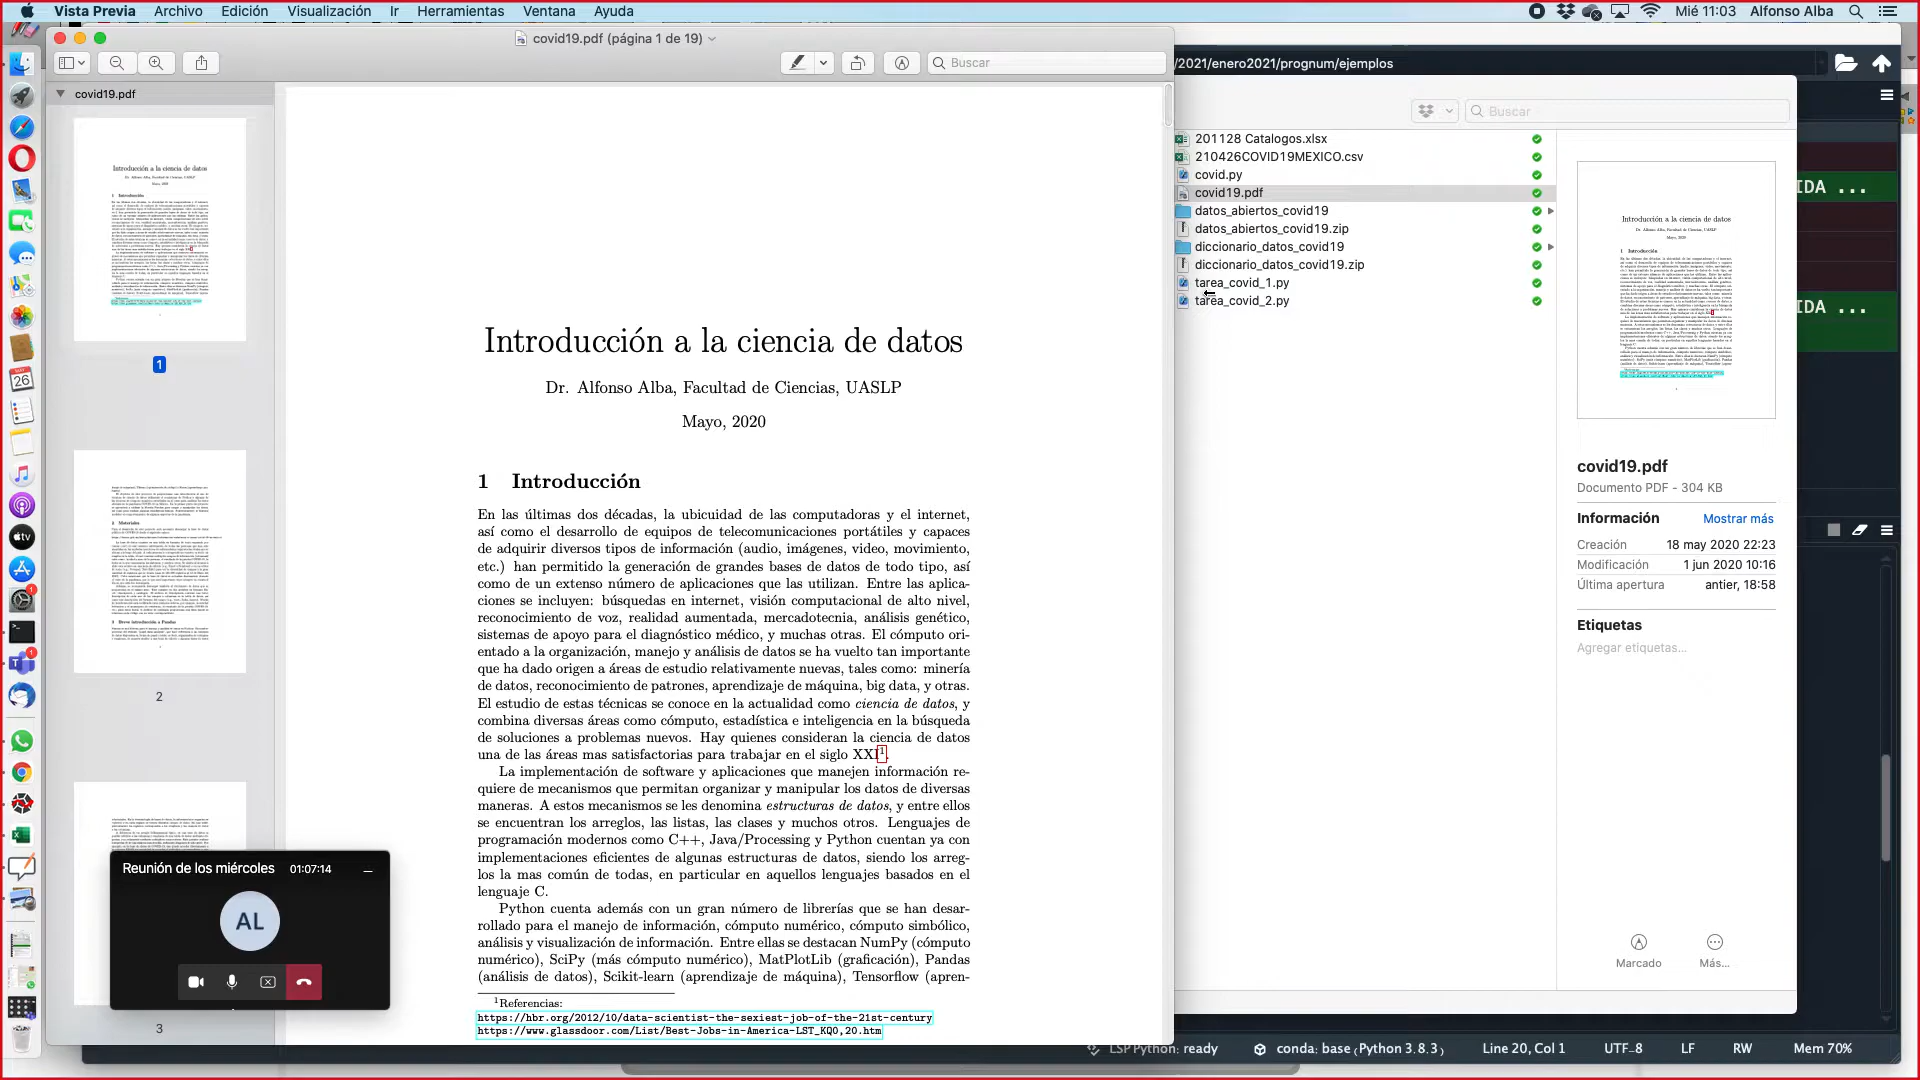 Vista Previa Archivo Edición Visualización Ir Herramientas Ventana Ayuda
Mié 11:03 Alfonso Alba
covid19.pdf (página 1 de 19)
Buscar
covid19.pdf
1
2
3
Introducción a la ciencia de datos
Dr. Alfonso Alba, Facultad de Ciencias, UASLP
Mayo, 2020
1 Introducción
En las últimas dos décadas, la ubicuidad de las computadoras y el internet,
así como el desarrollo de equipos de telecomunicaciones portátiles y capaces
de adquirir diversos tipos de información (audio, imágenes, video, movimiento,
etc.) han permitido la generación de grandes bases de datos de todo tipo, así
como de un extenso número de aplicaciones que las utilizan. Entre las aplica-
ciones se incluyen: búsquedas en internet, visión computacional de alto nivel,
reconocimiento de voz, realidad aumentada, mercadotecnia, análisis genético,
sistemas de apoyo para el diagnóstico médico, y muchas otras. El cómputo ori-
entado a la organización, manejo y análisis de datos se ha vuelto tan importante
que ha dado origen a áreas de estudio relativamente nuevas, tales como: minería
de datos, reconocimiento de patrones, aprendizaje de máquina, big data, y otras.
El estudio de estas técnicas se conoce en la actualidad como ciencia de datos, y
combina diversas áreas como cómputo, estadística e inteligencia en la búsqueda
de soluciones a problemas nuevos. Hay quienes consideran la ciencia de datos
una de las áreas mas satisfactorias para trabajar en el siglo XXI1.
La implementación de software y aplicaciones que manejen información re-
quiere de mecanismos que permitan organizar y manipular los datos de diversas
maneras. A estos mecanismos se les denomina estructuras de datos, y entre ellos
se encuentran los arreglos, las listas, las clases y muchos otros. Lenguajes de
programación modernos como C++, Java/Processing y Python cuentan ya con
implementaciones eficientes de algunas estructuras de datos, siendo los arreg-
los la mas común de todas, en particular en aquellos lenguajes basados en el
lenguaje C.
Python cuenta además con un gran número de librerías que se han desar-
rollado para el manejo de información, cómputo numérico, cómputo simbólico,
análisis y visualización de información. Entre ellas se destacan NumPy (cómputo
numérico), SciPy (más cómputo numérico), MatPlotLib (graficación), Pandas
(análisis de datos), Scikit-learn (aprendizaje de máquina), Tensorflow (apren-
1Referencias:
https://hbr.org/2012/10/data-scientist-the-sexiest-job-of-the-21st-century
https://www.glassdoor.com/List/Best-Jobs-in-America-LST_KQ0,20.htm
Reunión de los miércoles 01:07:14
AL
/2021/enero2021/prognum/ejemplos
Buscar
201128 Catalogos.xlsx
210426COVID19MEXICO.csv
covid.py
covid19.pdf
datos_abiertos_covid19
datos_abiertos_covid19.zip
diccionario_datos_covid19
diccionario_datos_covid19.zip
tarea_covid_1.py
tarea_covid_2.py
covid19.pdf
Documento PDF - 304 KB
Información Mostrar más
Creación 18 may 2020 22:23
Modificación 1 jun 2020 10:16
Última apertura antier, 18:58
Etiquetas
Agregar etiquetas...
Marcado Más...
IDA ...
IDA ...
LSP Python: ready conda: base (Python 3.8.3) Line 20, Col 1 UTF-8 LF RW Mem 70%